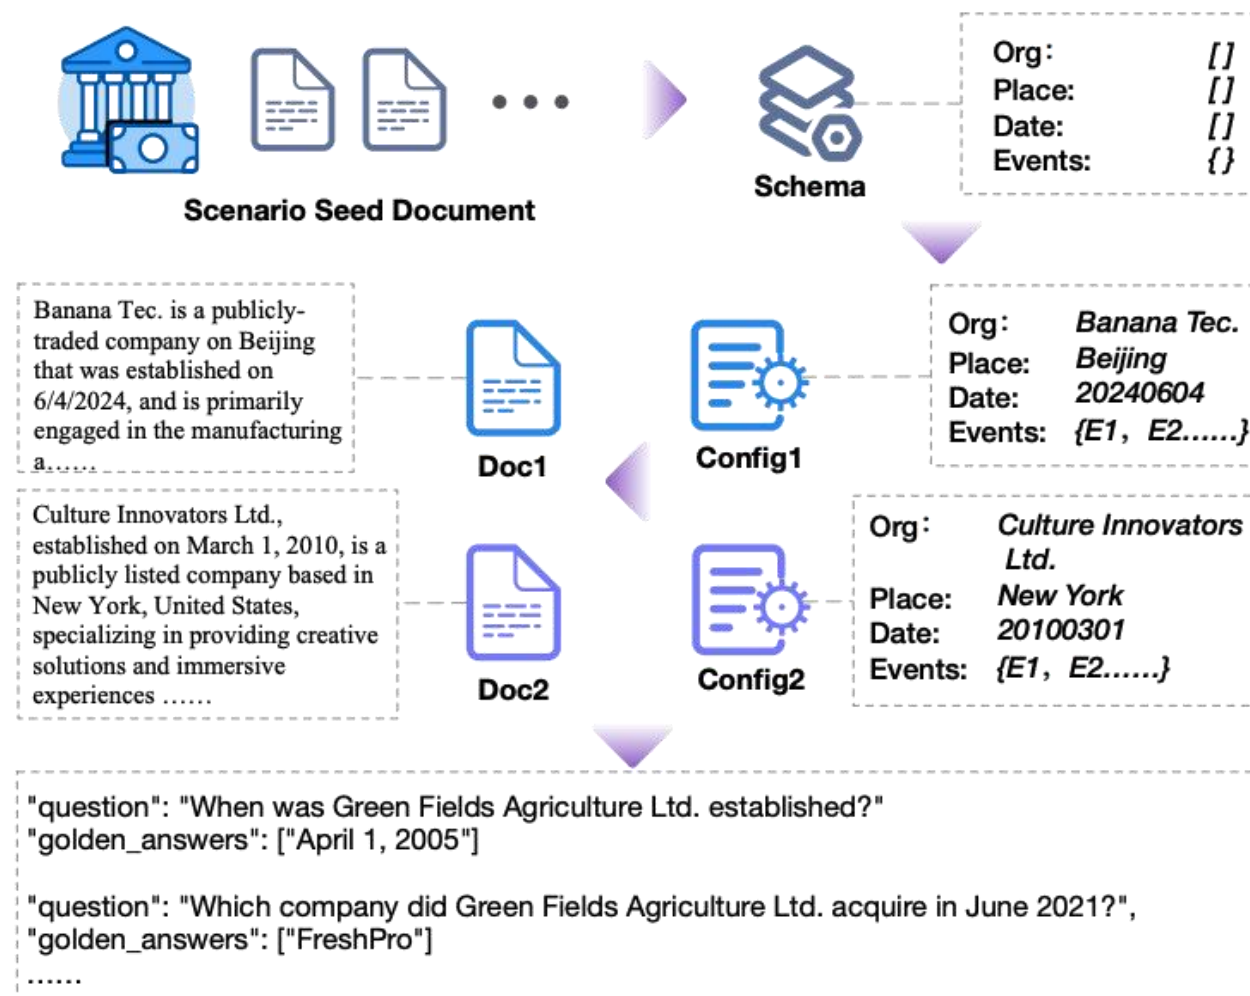 Org: [ ]
Place: [ ]
Date: [ ]
Events: { }
Schema
Scenario Seed Document
Banana Tec. is a publicly-
traded company on Beijing
that was established on
6/4/2024, and is primarily
engaged in the manufacturing
a......
Doc1
Config1
Org: Banana Tec.
Place: Beijing
Date: 20240604
Events: {E1, E2......}
Culture Innovators Ltd.,
established on March 1, 2010, is a
publicly listed company based in
New York, United States,
specializing in providing creative
solutions and immersive
experiences ......
Doc2
Config2
Org: Culture Innovators
Ltd.
Place: New York
Date: 20100301
Events: {E1, E2......}
"question": "When was Green Fields Agriculture Ltd. established?"
"golden_answers": ["April 1, 2005"]
"question": "Which company did Green Fields Agriculture Ltd. acquire in June 2021?",
"golden_answers": ["FreshPro"]
......